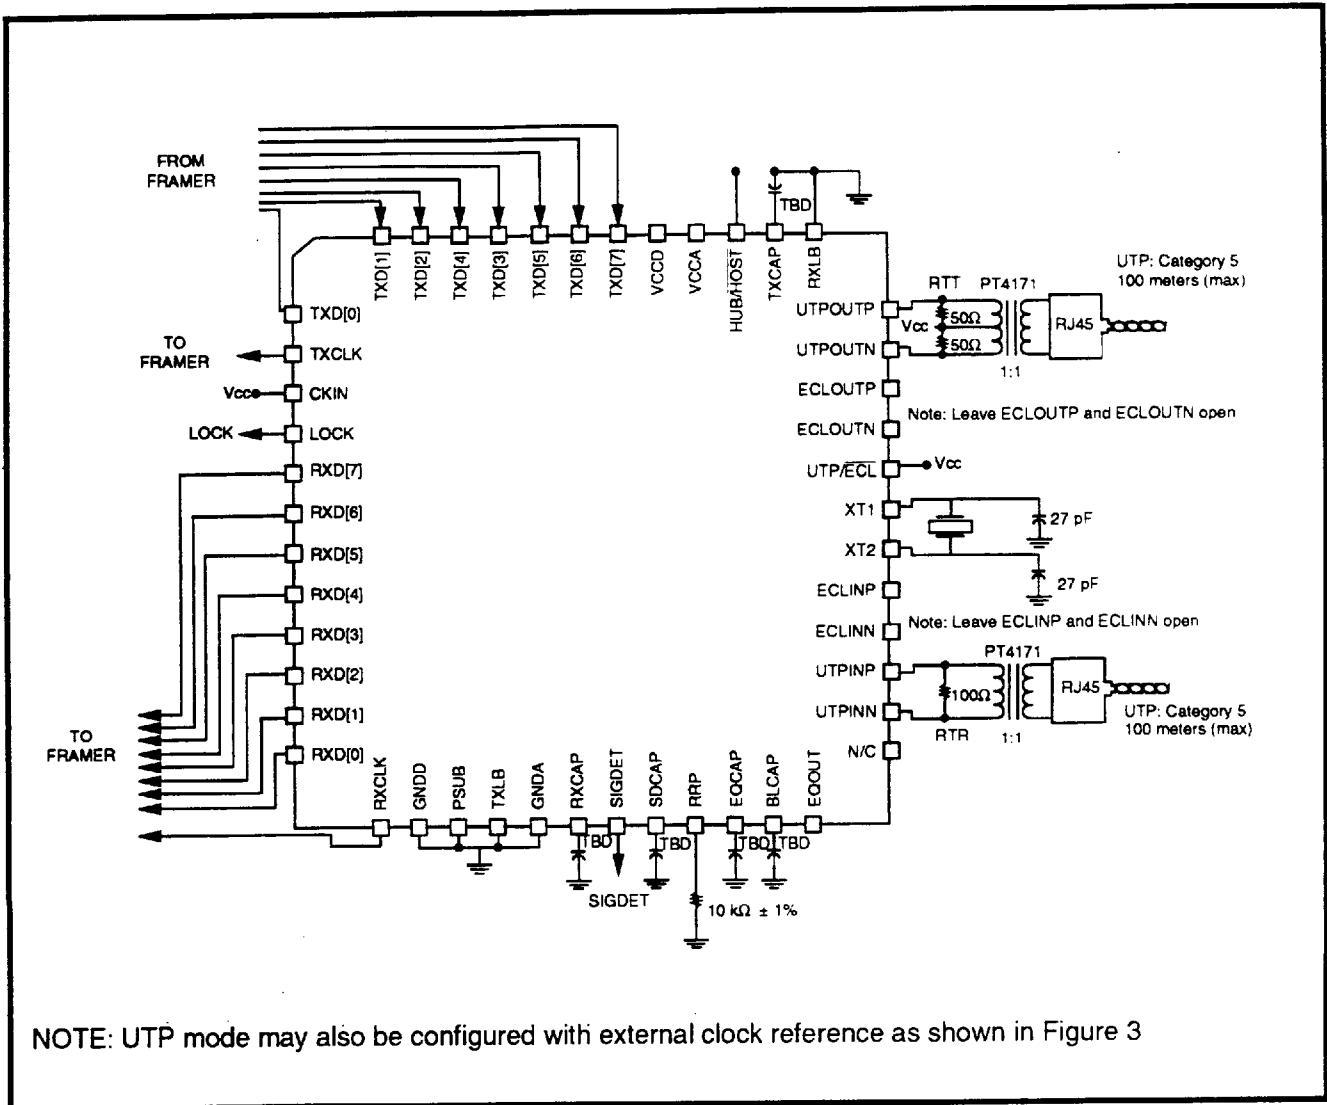 FROM
FRAMER
TBD
TXD[1]
TXD[2]
TXD[4]
TXD[3]
TXD[5]
TXD[6]
TXD[7]
VCCD
VCCA
HUB/HOST
TXCAP
RXLB
TXD[0]
TO
FRAMER
TXCLK
Vcc
CKIN
LOCK
LOCK
RXD[7]
RXD[6]
RXD[5]
RXD[4]
RXD[3]
RXD[2]
RXD[1]
RXD[0]
TO
FRAMER
UTPOUTP
UTPOUTN
ECLOUTP
ECLOUTN
UTP/ECL
XT1
XT2
ECLINP
ECLINN
UTPINP
UTPINN
N/C
RTT
PT4171
UTP: Category 5
100 meters (max)
50Ω
Vcc
50Ω
RJ45
1:1
Note: Leave ECLOUTP and ECLOUTN open
Vcc
27 pF
27 pF
Note: Leave ECLINP and ECLINN open
PT4171
100Ω
RJ45
RTR
1:1
UTP: Category 5
100 meters (max)
RXCLK
GNDD
PSUB
TXLB
GNDA
RXCAP
SIGDET
SDCAP
RRP
EQCAP
BLCAP
EQOUT
TBD
TBD
TBD
TBD
SIGDET
10 kΩ ± 1%
NOTE: UTP mode may also be configured with external clock reference as shown in Figure 3